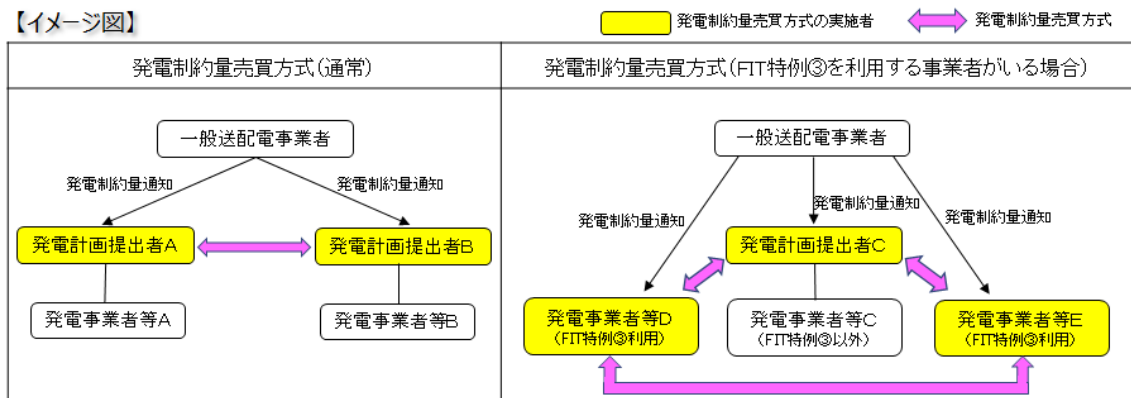 【イメージ図】
発電制約量売買方式の実施者
発電制約量売買方式
発電制約量売買方式(通常)
発電制約量売買方式(FIT特例③を利用する事業者がいる場合)
一般送配電事業者
発電制約量通知
発電制約量通知
発電計画提出者A
発電計画提出者B
発電事業者等A
発電事業者等B
一般送配電事業者
発電制約量通知
発電制約量通知
発電制約量通知
発電計画提出者C
発電事業者等D
(FIT特例③利用)
発電事業者等C
(FIT特例③以外)
発電事業者等E
(FIT特例③利用)